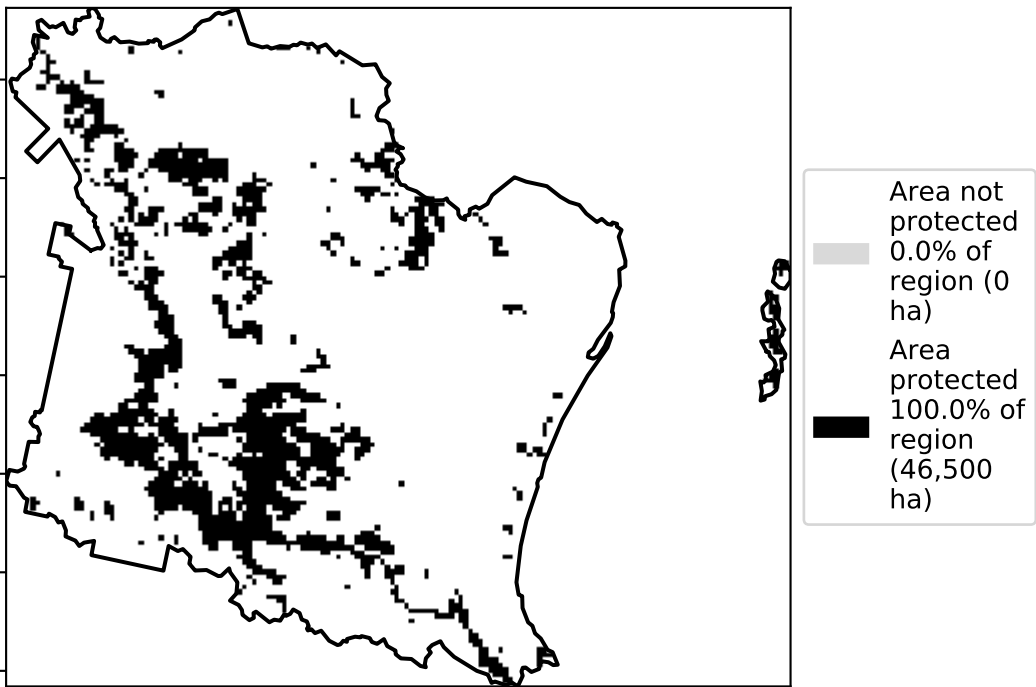 Area not
protected
0.0% of
region (0
ha)
Area
protected
100.0% of
region
(46,500
ha)